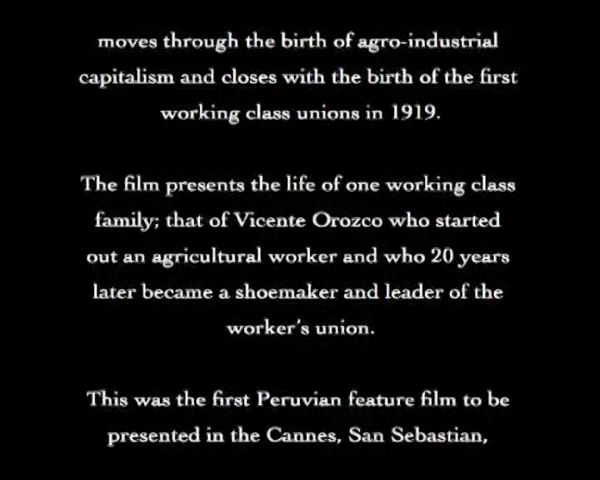 moves through the birth of agro-industrial
capitalism and closes with the birth of the first
working class unions in 1919.
The film presents the life of one working class
family; that of Vicente Orozco who started
out an agricultural worker and who 20 years
later became a shoemaker and leader of the
worker's union.
This was the first Peruvian feature film to be
presented in the Cannes, San Sebastian,